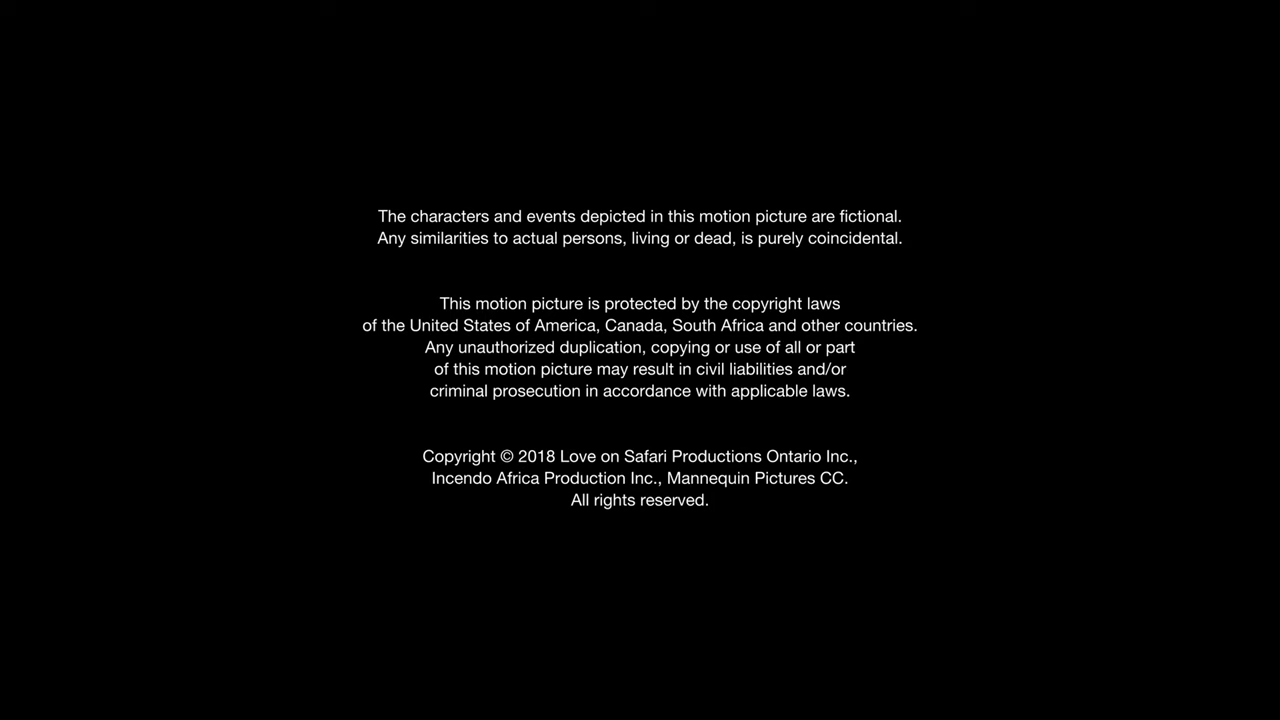 The characters and events depicted in this motion picture are fictional.
Any similarities to actual persons, living or dead, is purely coincidental.
This motion picture is protected by the copyright laws
of the United States of America, Canada, South Africa and other countries.
Any unauthorized duplication, copying or use of all or part
of this motion picture may result in civil liabilities and/or
criminal prosecution in accordance with applicable laws.
Copyright © 2018 Love on Safari Productions Ontario Inc.,
Incendo Africa Production Inc., Mannequin Pictures CC.
All rights reserved.